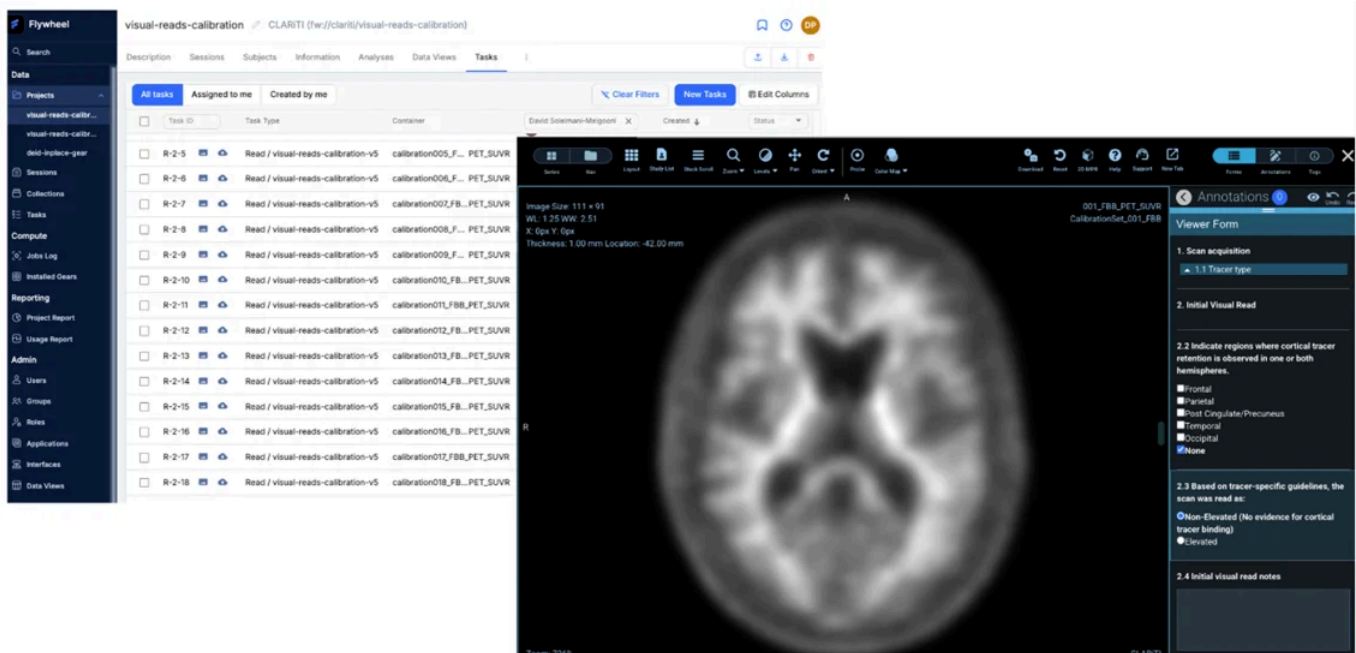 Flywheel
visual-reads-calibration
CLARiTI (fw://clariti/visual-reads-calibration)
DP
Search
Data
Projects
visual-reads-calibr...
visual-reads-calibr...
deid-inplace-gear
Sessions
Collections
Tasks
Compute
Jobs Log
Installed Gears
Reporting
Project Report
Usage Report
Admin
Users
Groups
Roles
Applications
Interfaces
Data Views
Description Sessions Subjects Information Analyses Data Views Tasks
All tasks Assigned to me Created by me Clear Filters New Tasks Edit Columns
Task ID Task Type Container David Soleimani-Meigooni X Created Status
R-2-5 Read / visual-reads-calibration-v5 calibration005_F... PET_SUVR
R-2-6 Read / visual-reads-calibration-v5 calibration006_F... PET_SUVR
R-2-7 Read / visual-reads-calibration-v5 calibration007_F... PET_SUVR
R-2-8 Read / visual-reads-calibration-v5 calibration008_F... PET_SUVR
R-2-9 Read / visual-reads-calibration-v5 calibration009_F... PET_SUVR
R-2-10 Read / visual-reads-calibration-v5 calibration010_FB... PET_SUVR
R-2-11 Read / visual-reads-calibration-v5 calibration011_FBB_PET_SUVR
R-2-12 Read / visual-reads-calibration-v5 calibration012_FB... PET_SUVR
R-2-13 Read / visual-reads-calibration-v5 calibration013_FB... PET_SUVR
R-2-14 Read / visual-reads-calibration-v5 calibration014_FB... PET_SUVR
R-2-15 Read / visual-reads-calibration-v5 calibration015_FB... PET_SUVR
R-2-16 Read / visual-reads-calibration-v5 calibration016_FB... PET_SUVR
R-2-17 Read / visual-reads-calibration-v5 calibration017_FBB_PET_SUVR
R-2-18 Read / visual-reads-calibration-v5 calibration018_FB... PET_SUVR
Series Nav Layout Study List Stack Scroll Zoom Levels Pan Orient Probe Color Map Download Reset 2D MPR Help Support New Tab Forms Annotations Tags
Image Size: 111 × 91
WL: 1.25 WW: 2.51
X: 0px Y: 0px
Thickness: 1.00 mm Location: -42.00 mm
A
001_FBB_PET_SUVR
CalibrationSet_001_FBB
R
CLARiTI
Annotations 0 Undo
Viewer Form
1. Scan acquisition
1.1 Tracer type
2. Initial Visual Read
2.2 Indicate regions where cortical tracer
retention is observed in one or both
hemispheres.
Frontal
Parietal
Post Cingulate/Precuneus
Temporal
Occipital
None
2.3 Based on tracer-specific guidelines, the
scan was read as:
Non-Elevated (No evidence for cortical
tracer binding)
Elevated
2.4 Initial visual read notes